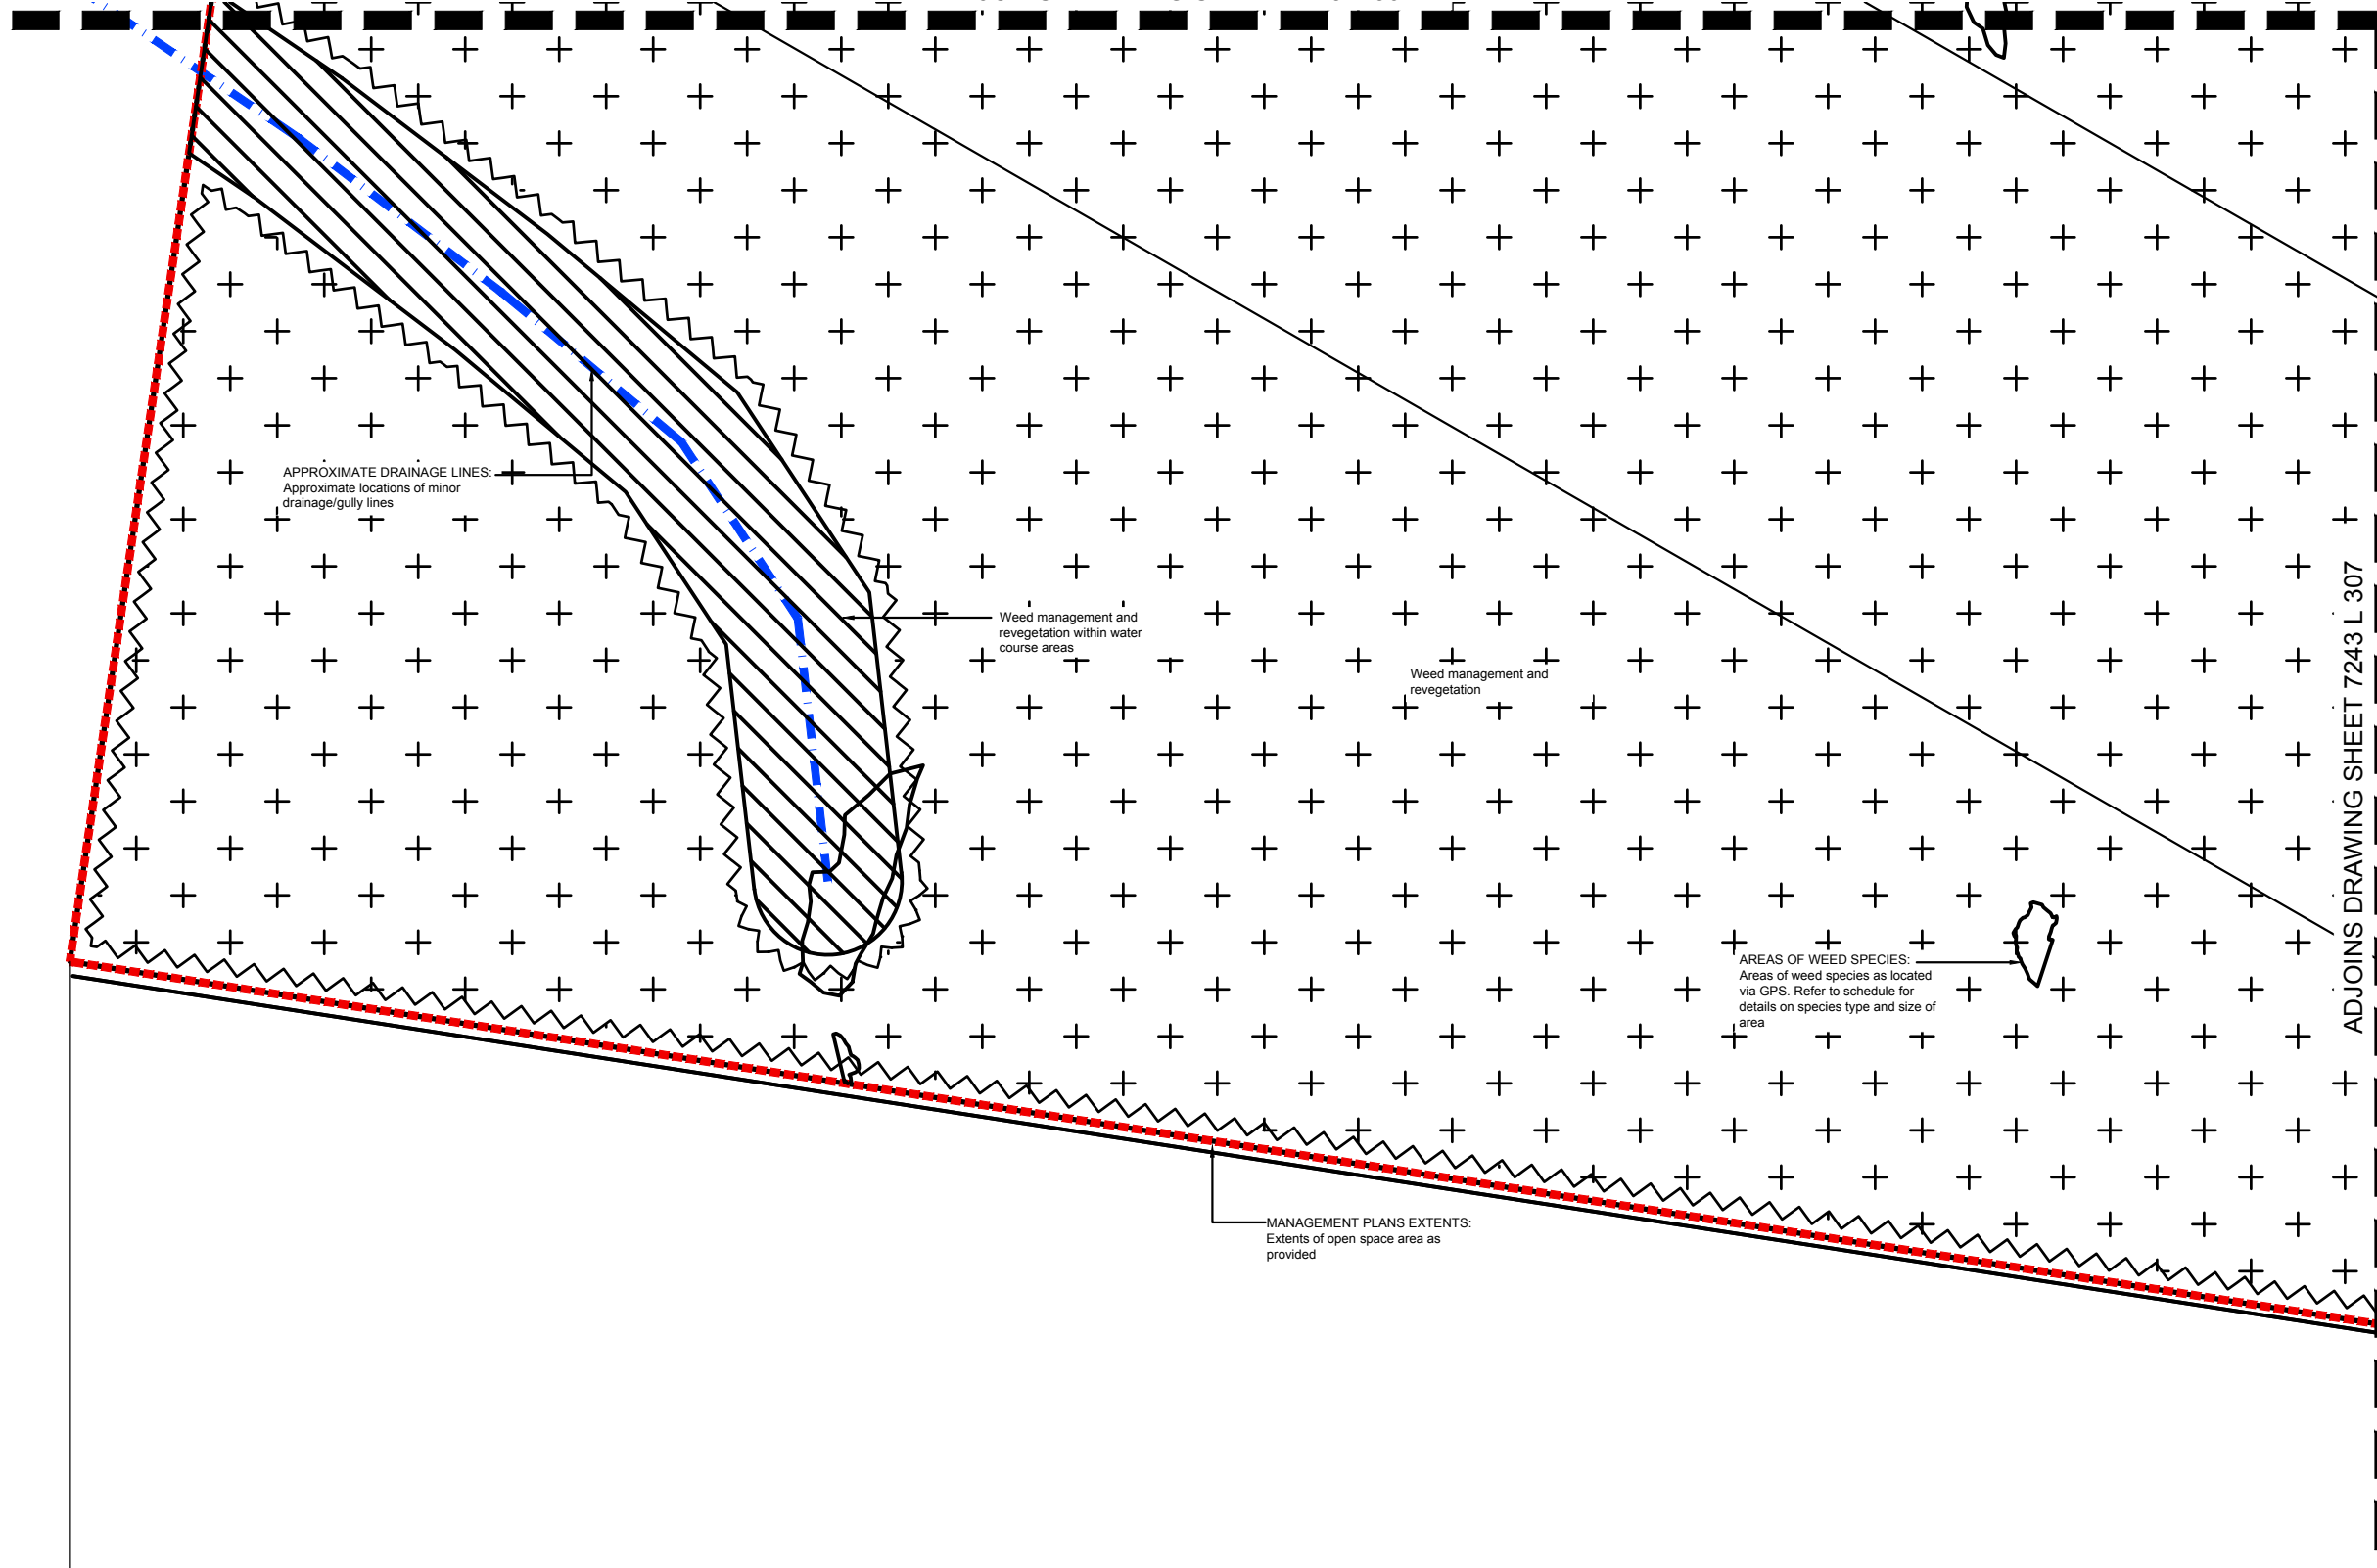 APPROXIMATE DRAINAGE LINES:
Approximate locations of minor
drainage/gully lines
Weed management and
revegetation within water
course areas
Weed management and
revegetation
AREAS OF WEED SPECIES:
Areas of weed species as located
via GPS. Refer to schedule for
details on species type and size of
area
MANAGEMENT PLANS EXTENTS:
Extents of open space area as
provided
ADJOINS DRAWING SHEET 7243 L 307